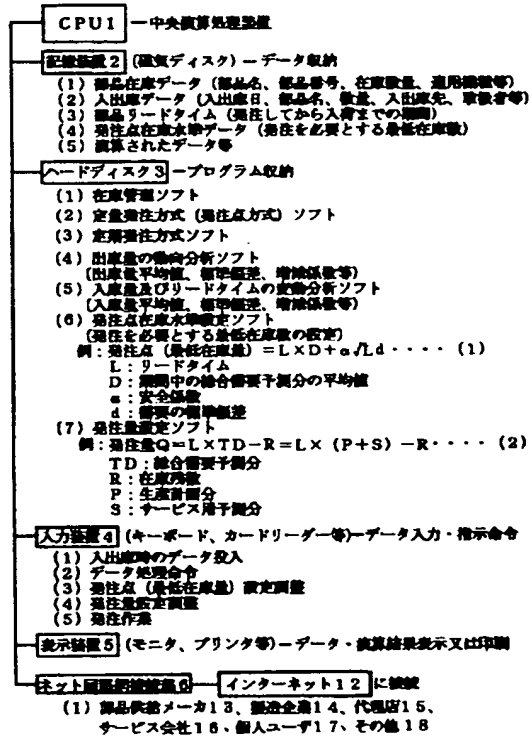 CPU1 ー中央演算処理装置
記憶装置2 (磁気ディスク) ーデータ収納
(1) 部品在庫データ (部品名、部品番号、在庫数量、適用機種等)
(2) 入出庫データ (入出庫日、部品名、数量、入出庫先、取扱者等)
(3) 部品リードタイム (発注してから入荷までの期間)
(4) 発注点在庫水準データ (発注を必要とする最低在庫数)
(5) 演算されたデータ等
ハードディスク3 ープログラム収納
(1) 在庫管理ソフト
(2) 定量発注方式 (発注点方式) ソフト
(3) 定期発注方式ソフト
(4) 出庫量の動向分析ソフト
(出庫量平均値、標準偏差、増減係数等)
(5) 入庫量及びリードタイムの変動分析ソフト
(入庫量平均値、標準偏差、増減係数等)
(6) 発注点在庫水準設定ソフト
(発注を必要とする最低在庫数の設定)
例:発注点 (最低在庫量) =L×D+α√Ld・・・・ (1)
L:リードタイム
D:期間中の総合需要予測分の平均値
α:安全係数
d:需要の標準偏差
(7) 発注量設定ソフト
例:発注量Q=L×TD-R=L× (P+S) -R・・・・ (2)
TD:総合需要予測分
R:在庫残数
P:生産計画分
S:サービス用予測分
入力装置4 (キーボード、カードリーダー等)ーデータ入力・指示命令
(1) 入出庫時のデータ投入
(2) データ処理命令
(3) 発注点 (最低在庫量) 設定調整
(4) 発注量設定調整
(5) 発注作業
表示装置5 (モニタ、プリンタ等)ーデータ・演算結果表示又は印刷
ネット 6 インターネット12 に接続
(1) 部品供給メーカ13、製造企業14、代理店15、
サービス会社16、個人ユーザ17、その他18